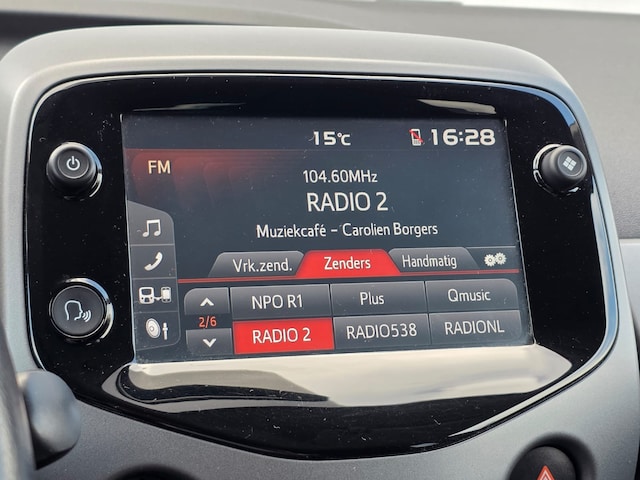 15°C 16:28
FM
104.60MHz
RADIO 2
Muziekcafé - Carolien Borgers
Vrk.zend. Zenders Handmatig
NPO R1 Plus Qmusic
2/6
RADIO 2 RADIO538 RADIONL